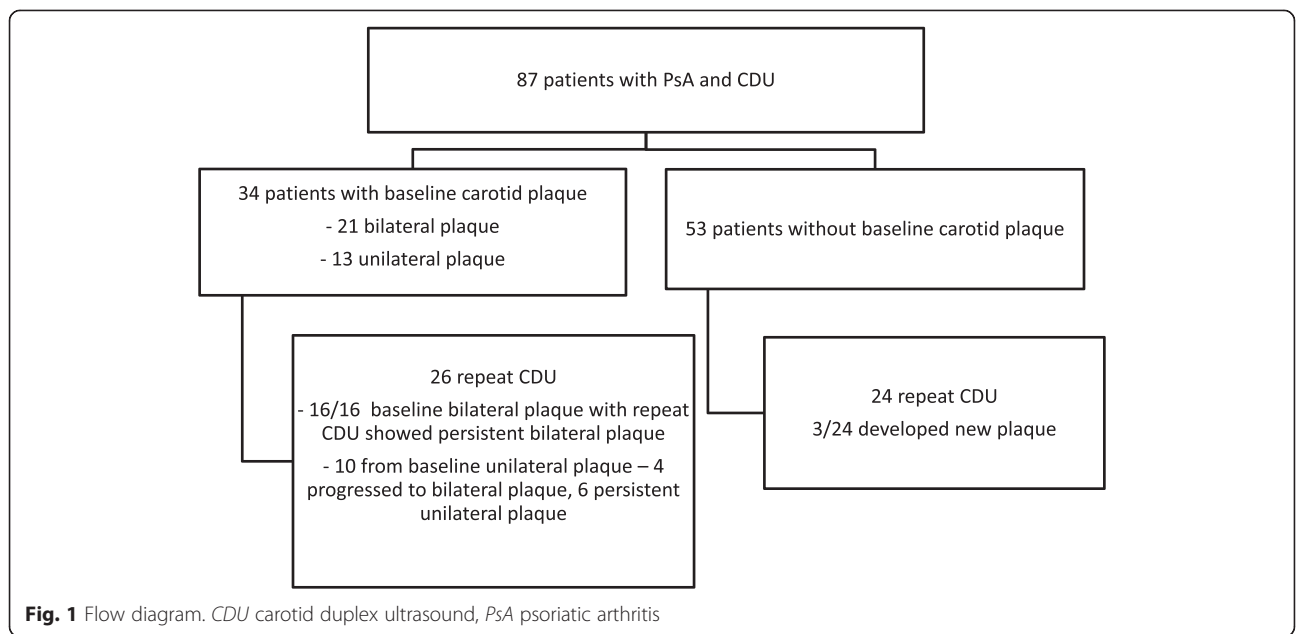 87 patients with PsA and CDU
34 patients with baseline carotid plaque
- 21 bilateral plaque
- 13 unilateral plaque
53 patients without baseline carotid plaque
26 repeat CDU
- 16/16 baseline bilateral plaque with repeat
CDU showed persistent bilateral plaque
- 10 from baseline unilateral plaque – 4
progressed to bilateral plaque, 6 persistent
unilateral plaque
24 repeat CDU
3/24 developed new plaque
Fig. 1 Flow diagram. CDU carotid duplex ultrasound, PsA psoriatic arthritis